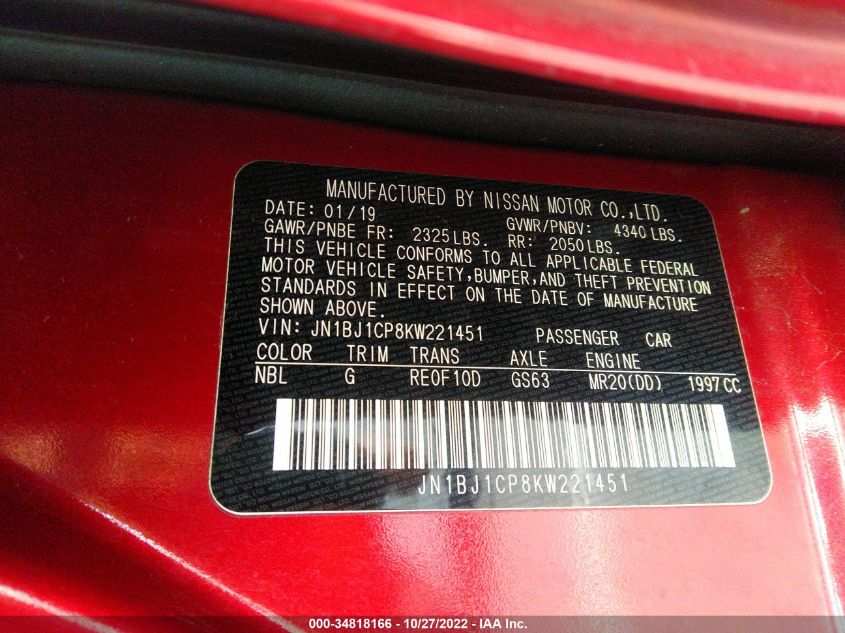 MANUFACTURED BY NISSAN MOTOR CO.,LTD.
DATE: 01/19 GVWR/PNBV: 4340 LBS.
GAWR/PNBE FR: 2325 LBS. RR: 2050 LBS.
THIS VEHICLE CONFORMS TO ALL APPLICABLE FEDERAL
MOTOR VEHICLE SAFETY,BUMPER,AND THEFT PREVENTION
STANDARDS IN EFFECT ON THE DATE OF MANUFACTURE
SHOWN ABOVE.
VIN: JN1BJ1CP8KW221451 PASSENGER CAR
COLOR TRIM TRANS AXLE ENGINE
NBL G RE0F10D GS63 MR20(DD) 1997CC
JN1BJ1CP8KW221451
000-34818166 - 10/27/2022 - IAA Inc.